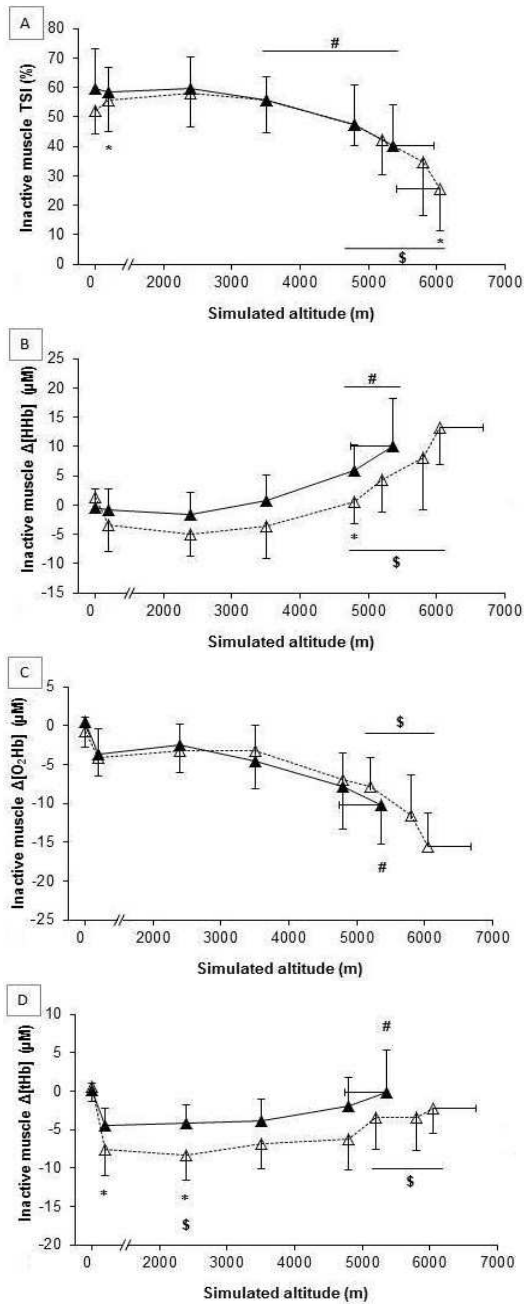 A
Inactive muscle TSI (%)
80
70
60
50
40
30
20
10
0
#
*
*
$
0 // 2000 3000 4000 5000 6000 7000
Simulated altitude (m)
B
Inactive muscle Δ[HHb] (µM)
25
20
15
10
5
0
-5
-10
-15
#
*
$
0 // 2000 3000 4000 5000 6000 7000
Simulated altitude (m)
C
Inactive muscle Δ[O₂Hb] (µM)
5
0
-5
-10
-15
-20
-25
$
#
0 // 2000 3000 4000 5000 6000 7000
Simulated altitude (m)
D
Inactive muscle Δ[tHb] (µM)
10
5
0
-5
-10
-15
-20
#
* *
$
$
0 // 2000 3000 4000 5000 6000 7000
Simulated altitude (m)